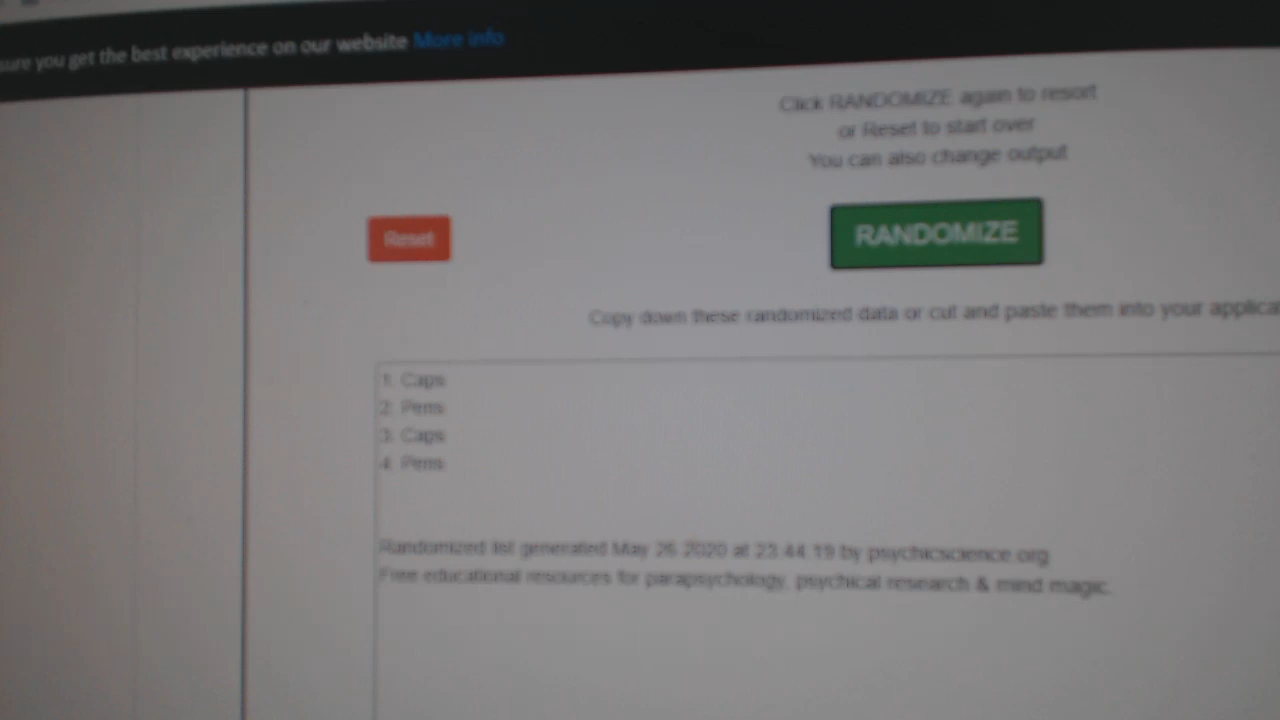 sure you get the best experience on our website More info
Click RANDOMIZE again to resort
or Reset to start over
You can also change output
Reset
RANDOMIZE
Copy down these randomized data or cut and paste them into your applica
1: Caps
2: Pens
3: Caps
4: Pens
Randomized list generated May 26 2020 at 23:44:19 by psychicscience.org
Free educational resources for parapsychology, psychical research & mind magic.